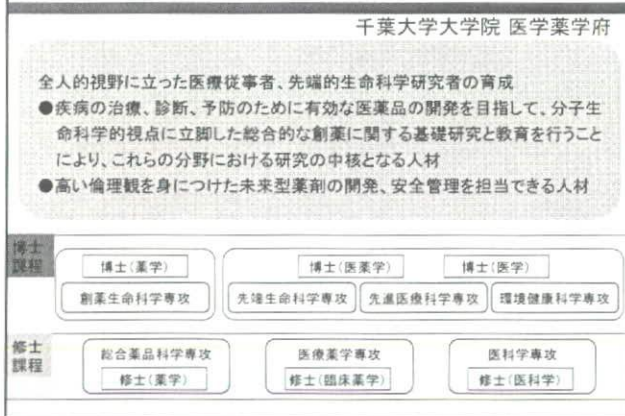 千葉大学大学院 医学薬学府
全人的視野に立った医療従事者、先端的生命科学研究者の育成
●疾病の治療、診断、予防のために有効な医薬品の開発を目指して、分子生
命科学的視点に立脚した総合的な創薬に関する基礎研究と教育を行うこと
により、これらの分野における研究の中核となる人材
●高い倫理観を身につけた未来型薬剤の開発、安全管理を担当できる人材
博士
課程
博士(薬学)
博士(医薬学)
博士(医学)
創薬生命科学専攻
先端生命科学専攻
先進医療科学専攻
環境健康科学専攻
修士
課程
総合薬品科学専攻
医療薬学専攻
医科学専攻
修士(薬学)
修士(臨床薬学)
修士(医科学)